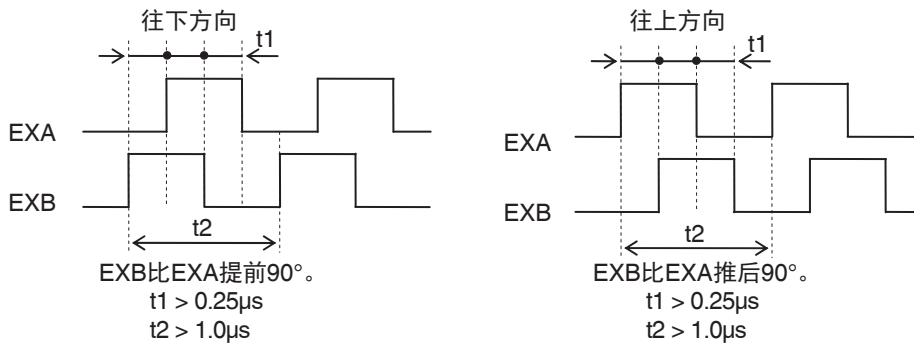 往下方向
t1
EXA
EXB
t2
EXB比EXA提前90°。
t1 > 0.25µs
t2 > 1.0µs
往上方向
t1
EXA
EXB
t2
EXB比EXA推后90°。
t1 > 0.25µs
t2 > 1.0µs